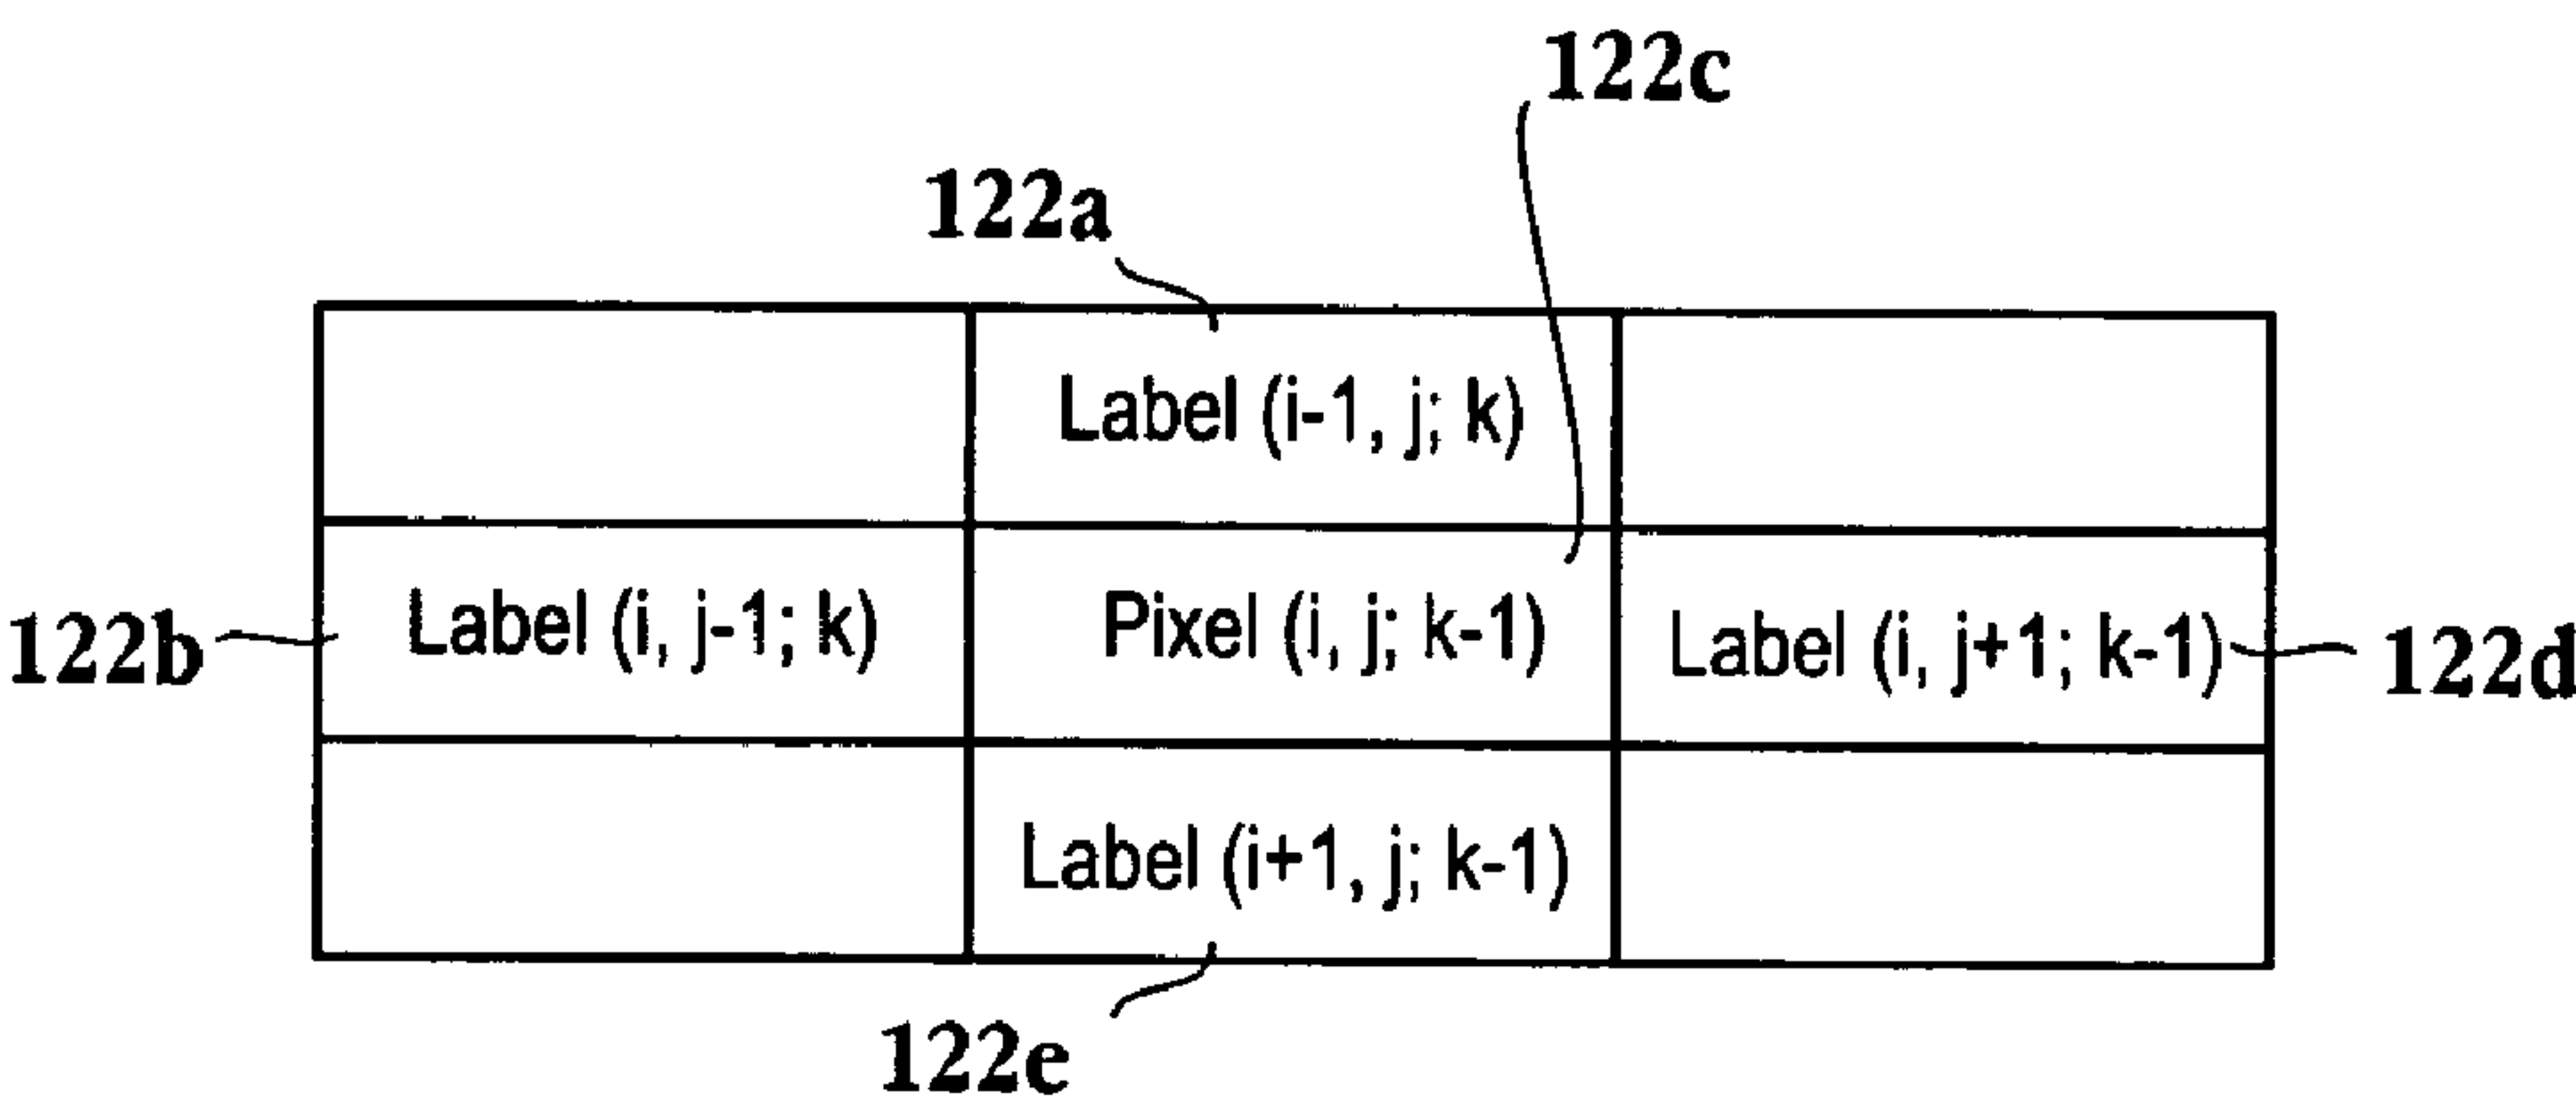 122c
122a
Label (i-1, j; k)
122b Label (i, j-1; k) Pixel (i, j; k-1) Label (i, j+1; k-1) 122d
Label (i+1, j; k-1)
122e